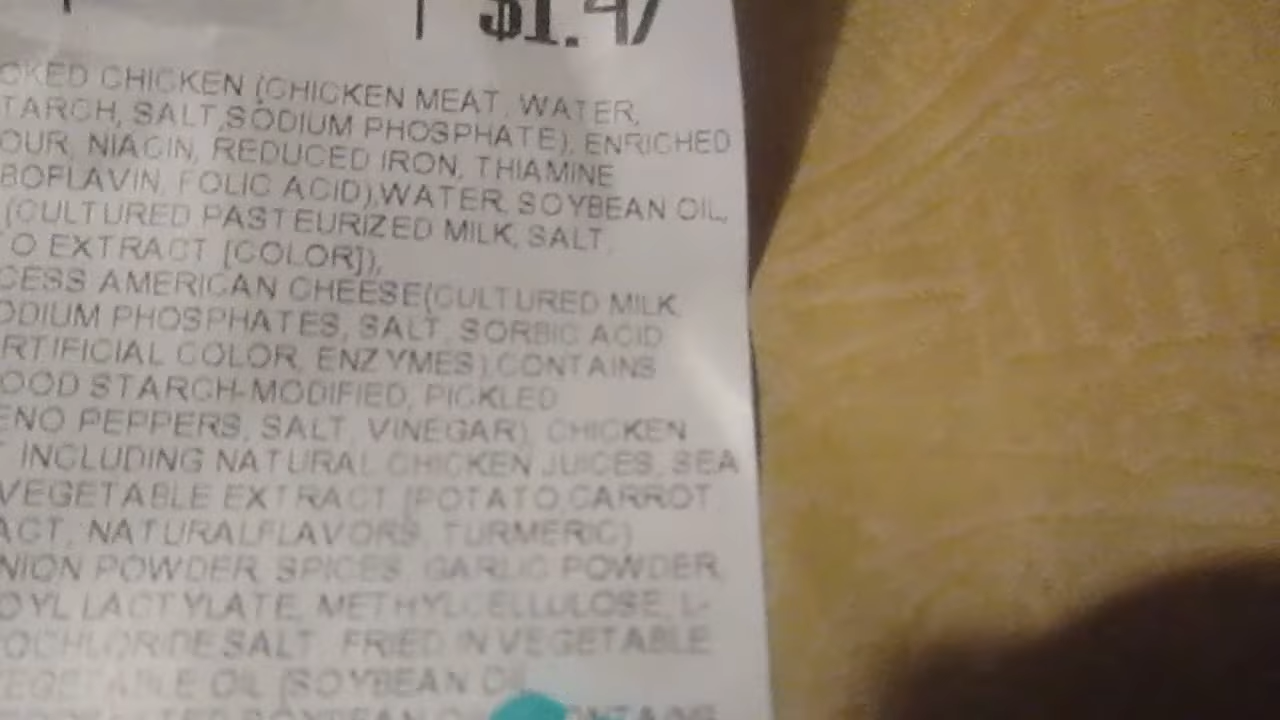 $1.47
OKED CHICKEN (CHICKEN MEAT, WATER,
TARCH, SALT,SODIUM PHOSPHATE), ENRICHED
OUR, NIACIN, REDUCED IRON, THIAMINE
BOFLAVIN, FOLIC ACID),WATER, SOYBEAN OIL,
(CULTURED PASTEURIZED MILK, SALT,
O EXTRACT [COLOR]),
CESS AMERICAN CHEESE(CULTURED MILK,
ODIUM PHOSPHATES, SALT, SORBIC ACID
RTIFICIAL COLOR, ENZYMES),CONTAINS
OOD STARCH-MODIFIED, PICKLED
ENO PEPPERS, SALT, VINEGAR), CHICKEN
INCLUDING NATURAL CHICKEN JUICES, SEA
VEGETABLE EXTRACT [POTATO,CARROT
ACT, NATURALFLAVORS, TURMERIC)
NION POWDER, SPICES, GARLIC POWDER,
OYL LACTYLATE, METHYLCELLULOSE, L-
OCHLORIDE SALT. FRIED IN VEGETABLE
EGETABLE OIL [SOYBEAN OIL
SOYBEAN